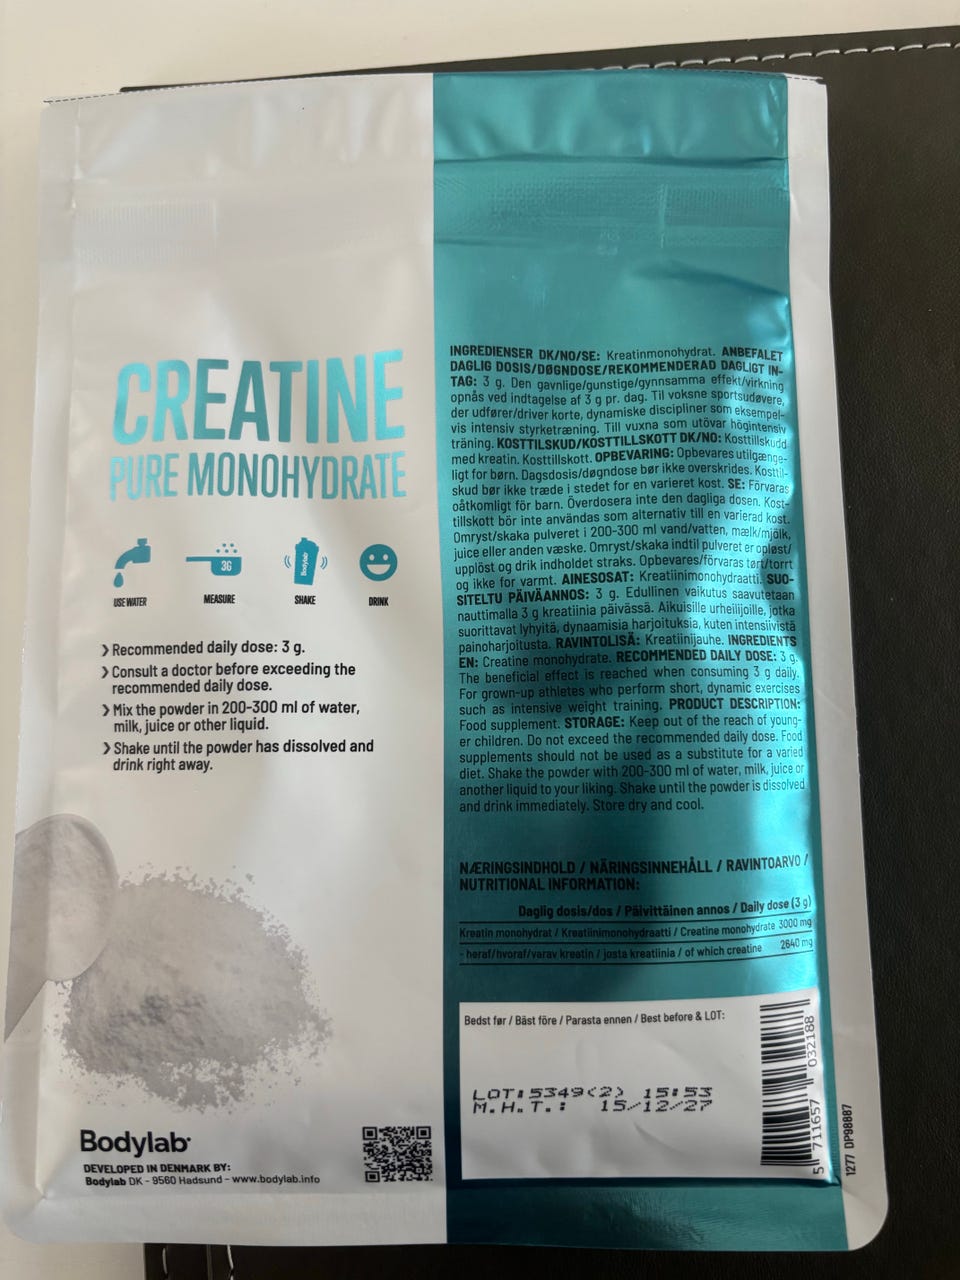 CREATINE
PURE MONOHYDRATE
3G
Bodylab
USE WATER
MEASURE
SHAKE
DRINK
❯ Recommended daily dose: 3 g.
❯ Consult a doctor before exceeding the
recommended daily dose.
❯ Mix the powder in 200-300 ml of water,
milk, juice or other liquid.
❯ Shake until the powder has dissolved and
drink right away.
Bodylab
DEVELOPED IN DENMARK BY:
Bodylab DK - 9560 Hadsund - www.bodylab.info
INGREDIENSER DK/NO/SE: Kreatinmonohydrat. ANBEFALET
DAGLIG DOSIS/DØGNDOSE/REKOMMENDERAD DAGLIGT IN-
TAG: 3 g. Den gavnlige/gunstige/gynnsamma effekt/virkning
opnås ved indtagelse af 3 g pr. dag. Til voksne sportsudøvere,
der udfører/driver korte, dynamiske discipliner som eksempel-
vis intensiv styrketræning. Till vuxna som utövar högintensiv
träning. KOSTTILSKUD/KOSTTILLSKOTT DK/NO: Kosttillskudd
med kreatin. Kosttillskott. OPBEVARING: Opbevares utilgænge-
ligt for børn. Dagsdosis/døgndose bør ikke overskrides. Kosttil-
skud bør ikke træde i stedet for en varieret kost. SE: Förvaras
oåtkomligt för barn. Överdosera inte den dagliga dosen. Kost-
tillskott bör inte användas som alternativ till en varierad kost.
Omryst/skaka pulveret i 200-300 ml vand/vatten, mælk/mjölk,
juice eller anden væske. Omryst/skaka indtil pulveret er opløst/
upplöst og drik indholdet straks. Opbevares/förvaras tørt/torrt
og ikke for varmt. AINESOSAT: Kreatiinimonohydraatti. SUO-
SITELTU PÄIVÄANNOS: 3 g. Edullinen vaikutus saavutetaan
nauttimalla 3 g kreatiinia päivässä. Aikuisille urheilijoille, jotka
suorittavat lyhyitä, dynaamisia harjoituksia, kuten intensiivistä
painoharjoitusta. RAVINTOLISÄ: Kreatiinijauhe. INGREDIENTS
EN: Creatine monohydrate. RECOMMENDED DAILY DOSE: 3 g.
The beneficial effect is reached when consuming 3 g daily.
For grown-up athletes who perform short, dynamic exercises
such as intensive weight training. PRODUCT DESCRIPTION:
Food supplement. STORAGE: Keep out of the reach of young-
er children. Do not exceed the recommended daily dose. Food
supplements should not be used as a substitute for a varied
diet. Shake the powder with 200-300 ml of water, milk, juice or
another liquid to your liking. Shake until the powder is dissolved
and drink immediately. Store dry and cool.
NÆRINGSINDHOLD / NÄRINGSINNEHÅLL / RAVINTOARVO /
NUTRITIONAL INFORMATION:
Daglig dosis/dos / Päivittäinen annos / Daily dose (3 g)
Kreatin monohydrat / Kreatiinimonohydraatti / Creatine monohydrate 3000 mg
- heraf/hvoraf/varav kreatin / josta kreatiinia / of which creatine 2640 mg
Bedst før / Bäst före / Parasta ennen / Best before & LOT:
LOT:5349(2) 15:53
M.H.T.: 15/12/27
5 711657 032188
1277 DP98887